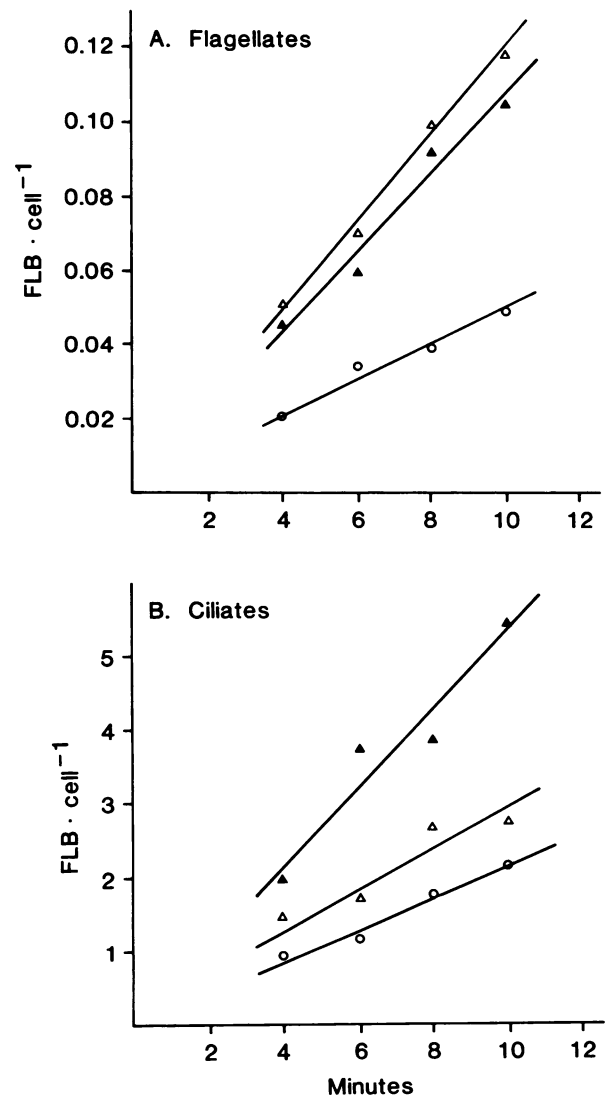 A. Flagellates
0.12
0.10
0.08
0.06
0.04
0.02
FLB · cell⁻¹
2 4 6 8 10 12
B. Ciliates
5
4
3
2
1
FLB · cell⁻¹
2 4 6 8 10 12
Minutes